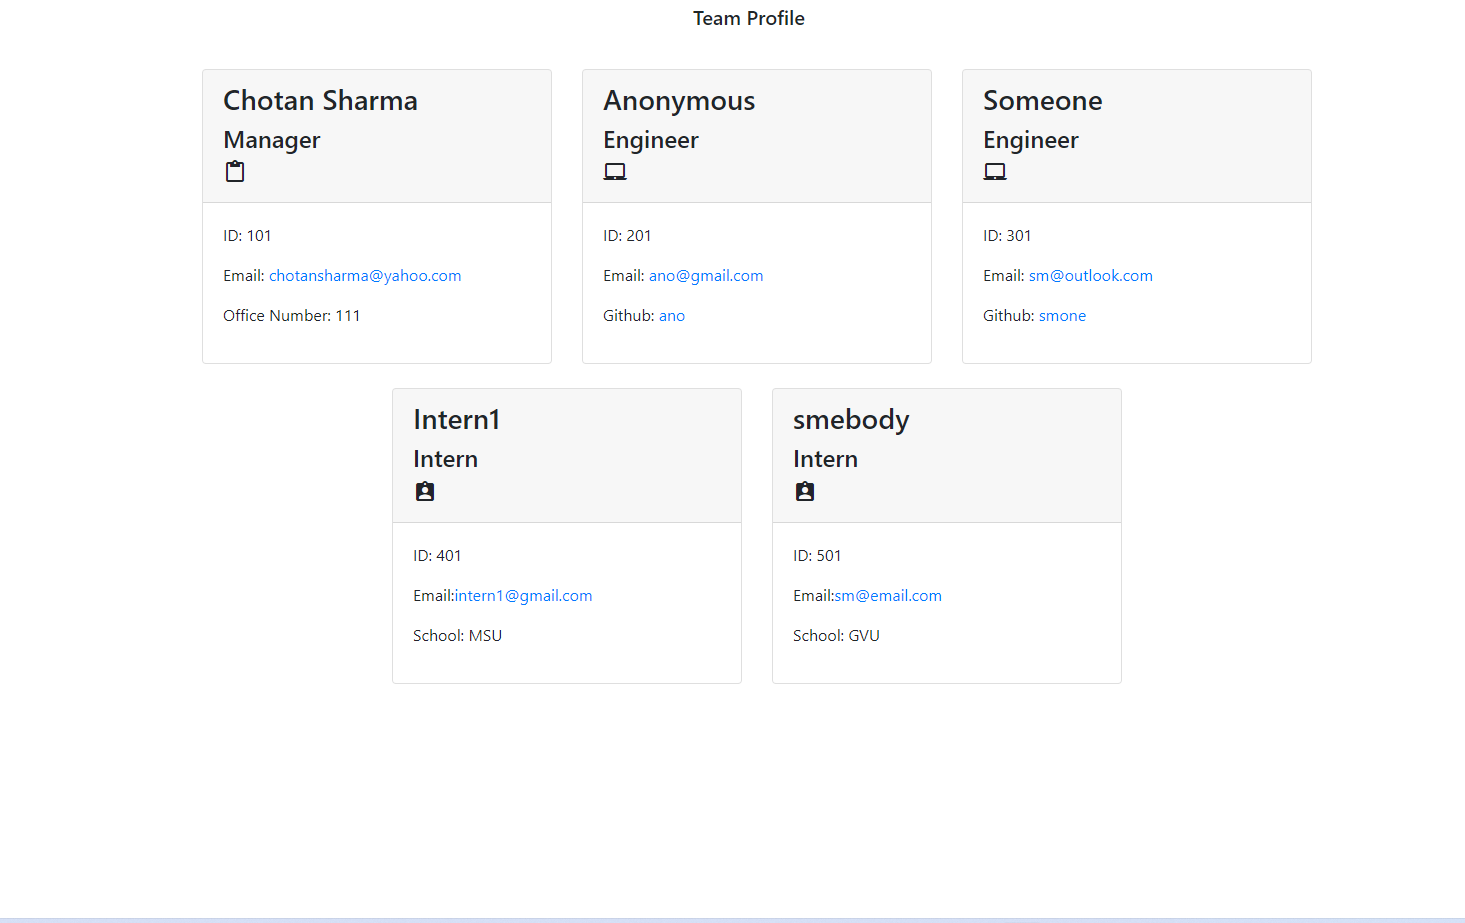 Team Profile
Chotan Sharma
Manager
ID: 101
Email: chotansharma@yahoo.com
Office Number: 111
Anonymous
Engineer
ID: 201
Email: ano@gmail.com
Github: ano
Someone
Engineer
ID: 301
Email: sm@outlook.com
Github: smone
Intern1
Intern
ID: 401
Email:intern1@gmail.com
School: MSU
smebody
Intern
ID: 501
Email:sm@email.com
School: GVU